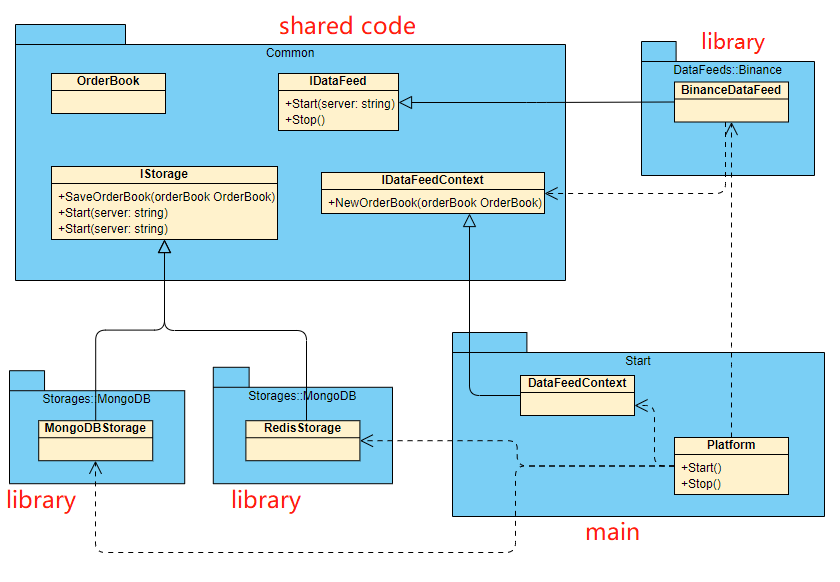 shared code
Common
library
DataFeeds::Binance
OrderBook
IDataFeed
+Start(server: string)
+Stop()
BinanceDataFeed
IStorage
+SaveOrderBook(orderBook OrderBook)
+Start(server: string)
+Start(server: string)
IDataFeedContext
+NewOrderBook(orderBook OrderBook)
Storages::MongoDB
MongoDBStorage
library
Storages::MongoDB
RedisStorage
library
Start
DataFeedContext
Platform
+Start()
+Stop()
main